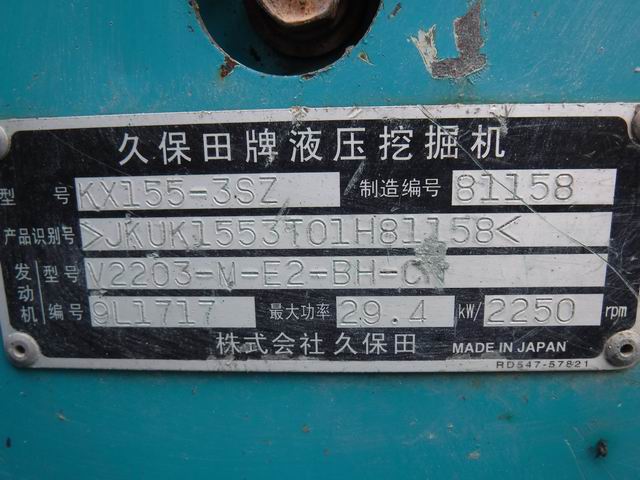 久保田牌液压挖掘机
型号 KX155-3SZ 制造编号 81158
产品识别号 >JKUK1553T01H81158<
发动机 型号 V2203-M-E2-BH-CN
编号 9L1717 最大功率 29.4 kW/ 2250 rpm
株式会社久保田 MADE IN JAPAN
RD547-57821